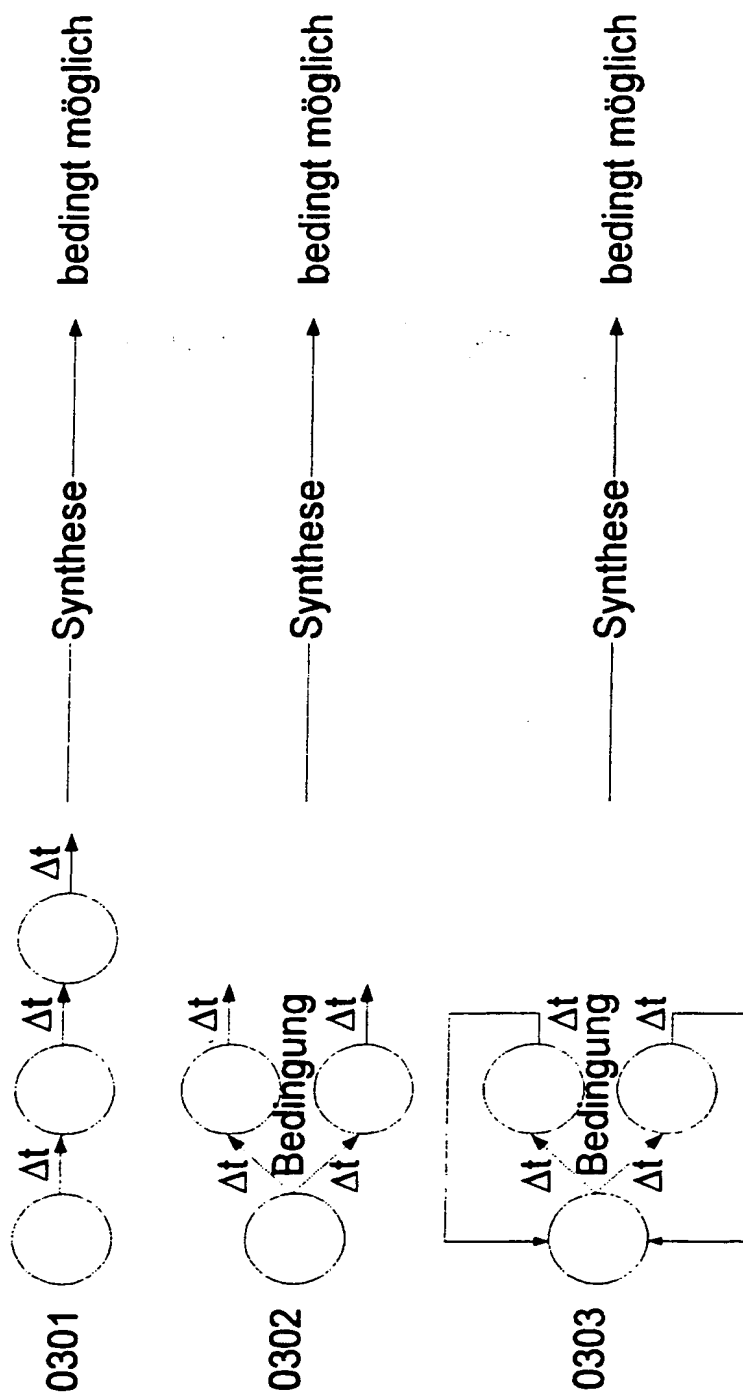 0301 Δt Δt Δt Synthese bedingt möglich
0302 Δt Δt Bedingung Δt Δt Synthese bedingt möglich
0303 Δt Δt Bedingung Δt Δt Synthese bedingt möglich